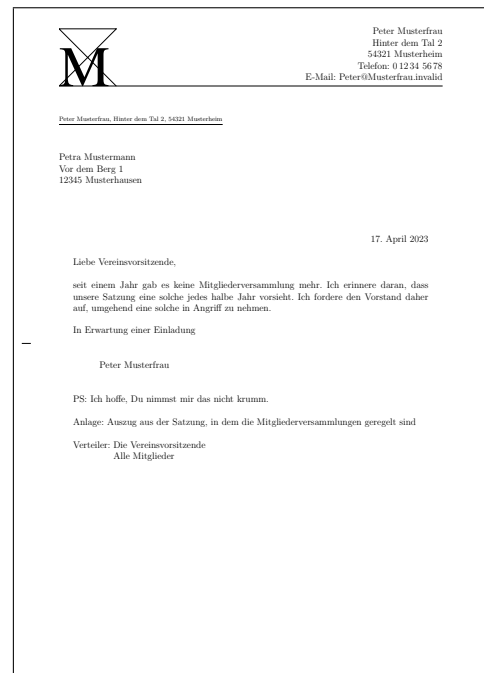 M
Peter Musterfrau
Hinter dem Tal 2
54321 Musterheim
Telefon: 0 12 34 56 78
E-Mail: Peter@Musterfrau.invalid
Peter Musterfrau, Hinter dem Tal 2, 54321 Musterheim
Petra Mustermann
Vor dem Berg 1
12345 Musterhausen
17. April 2023
Liebe Vereinsvorsitzende,
seit einem Jahr gab es keine Mitgliederversammlung mehr. Ich erinnere daran, dass
unsere Satzung eine solche jedes halbe Jahr vorsieht. Ich fordere den Vorstand daher
auf, umgehend eine solche in Angriff zu nehmen.
In Erwartung einer Einladung
Peter Musterfrau
PS: Ich hoffe, Du nimmst mir das nicht krumm.
Anlage: Auszug aus der Satzung, in dem die Mitgliederversammlungen geregelt sind
Verteiler: Die Vereinsvorsitzende
Alle Mitglieder